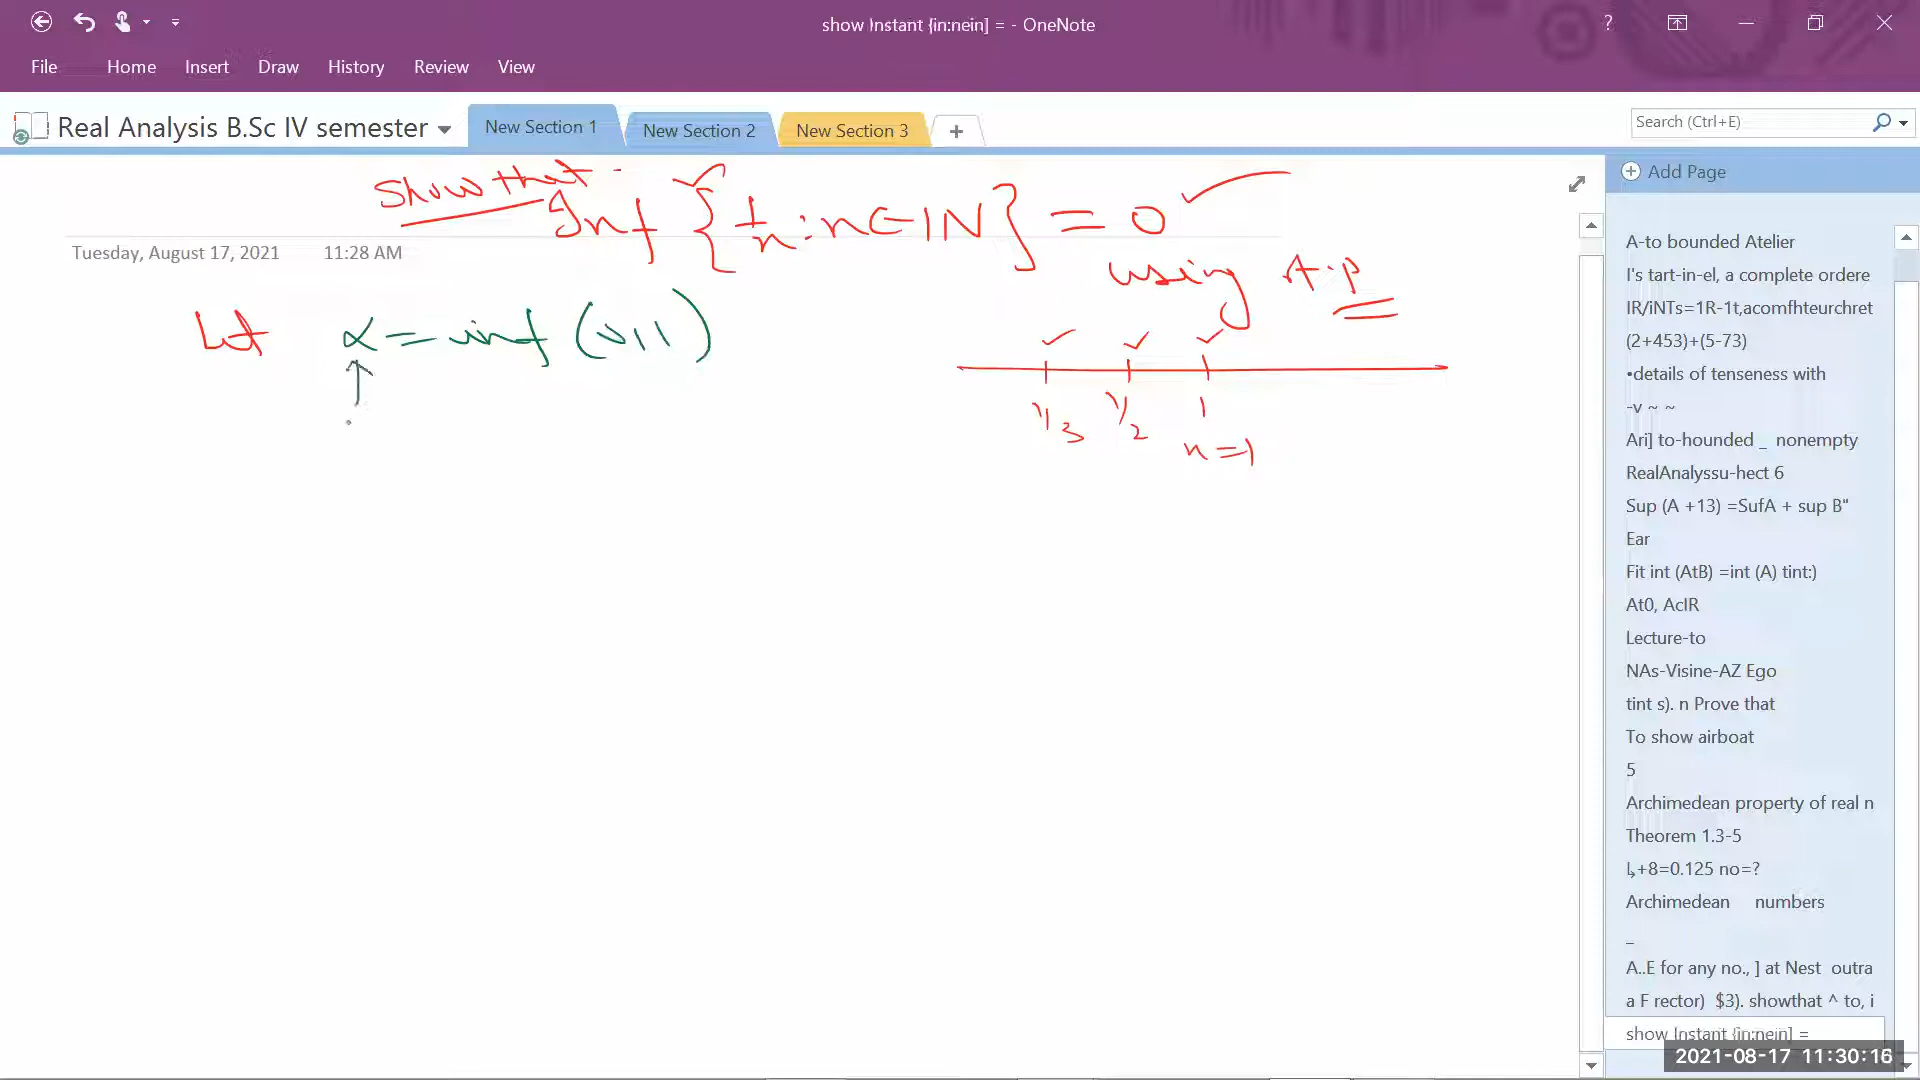 show Instant {in:nein] = - OneNote
?
File Home Insert Draw History Review View
Real Analysis B.Sc IV semester
New Section 1
New Section 2
New Section 3
+
Search (Ctrl+E)
Show that
Inf { 1/n : n ∈ IN } = 0
using A.P
Tuesday, August 17, 2021 11:28 AM
Let α = inf (0,1)
1/3 1/2 1
n=1
Add Page
A-to bounded Atelier
I's tart-in-el, a complete ordere
IR/iNTs=1R-1t,acomfhteurchret
(2+453)+(5-73)
•details of tenseness with
-v ~ ~
Ari] to-hounded _ nonempty
RealAnalyssu-hect 6
Sup (A +13) =SufA + sup B"
Ear
Fit int (AtB) =int (A) tint:)
At0, AcIR
Lecture-to
NAs-Visine-AZ Ego
tint s). n Prove that
To show airboat
5
Archimedean property of real n
Theorem 1.3-5
+8=0.125 no=?
Archimedean numbers
_
A..E for any no., ] at Nest outra
a F rector) $3). showthat ^ to, i
show Instant {in:nein] =
2021-08-17 11:30:16